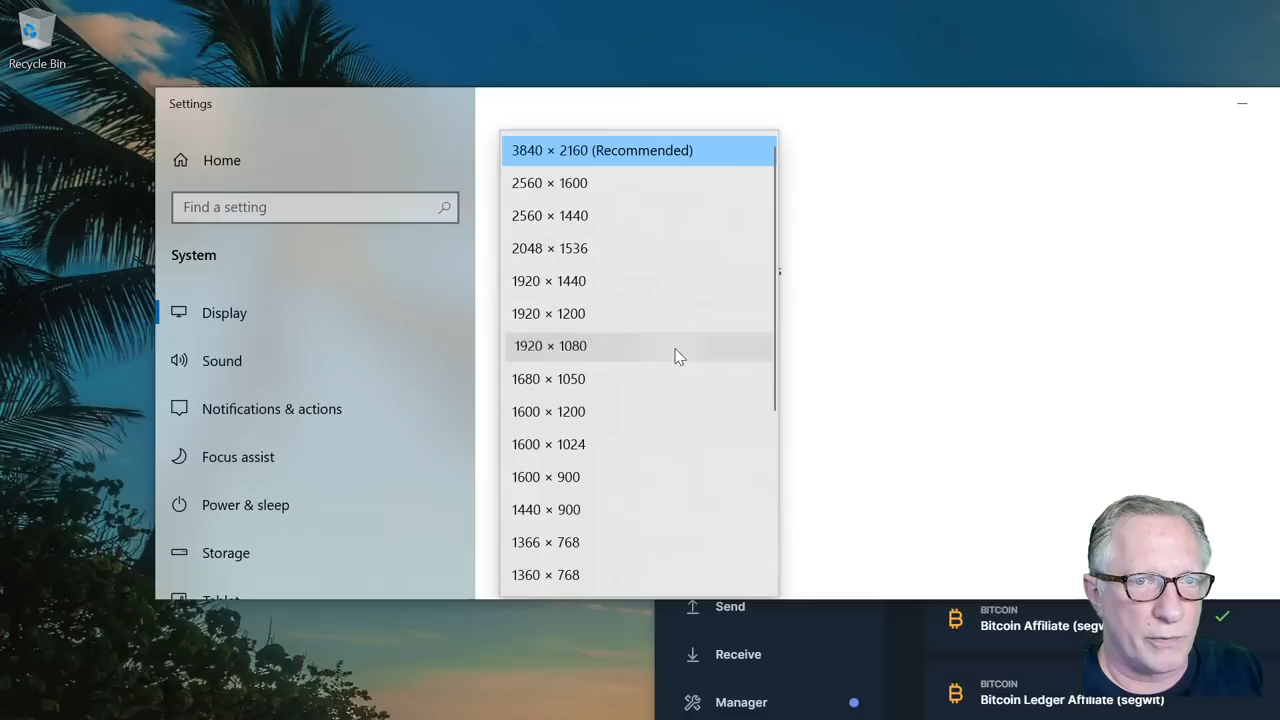 Recycle Bin
Settings
Home
Find a setting
System
Display
Sound
Notifications & actions
Focus assist
Power & sleep
Storage
3840 × 2160 (Recommended)
2560 × 1600
2560 × 1440
2048 × 1536
1920 × 1440
1920 × 1200
1920 × 1080
1680 × 1050
1600 × 1200
1600 × 1024
1600 × 900
1440 × 900
1366 × 768
1360 × 768
Send
Receive
Manager
BITCOIN
Bitcoin Affiliate (segw
BITCOIN
Bitcoin Ledger Affiliate (segwit)